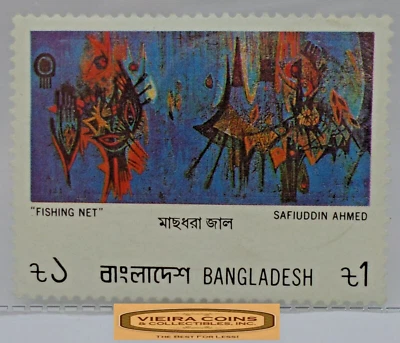 "FISHING NET" মাছধরা জাল SAFIUDDIN AHMED
৳১ বাংলাদেশ BANGLADESH ৳1
VIEIRA COINS
& COLLECTIBLES, INC.
The Best For Less!